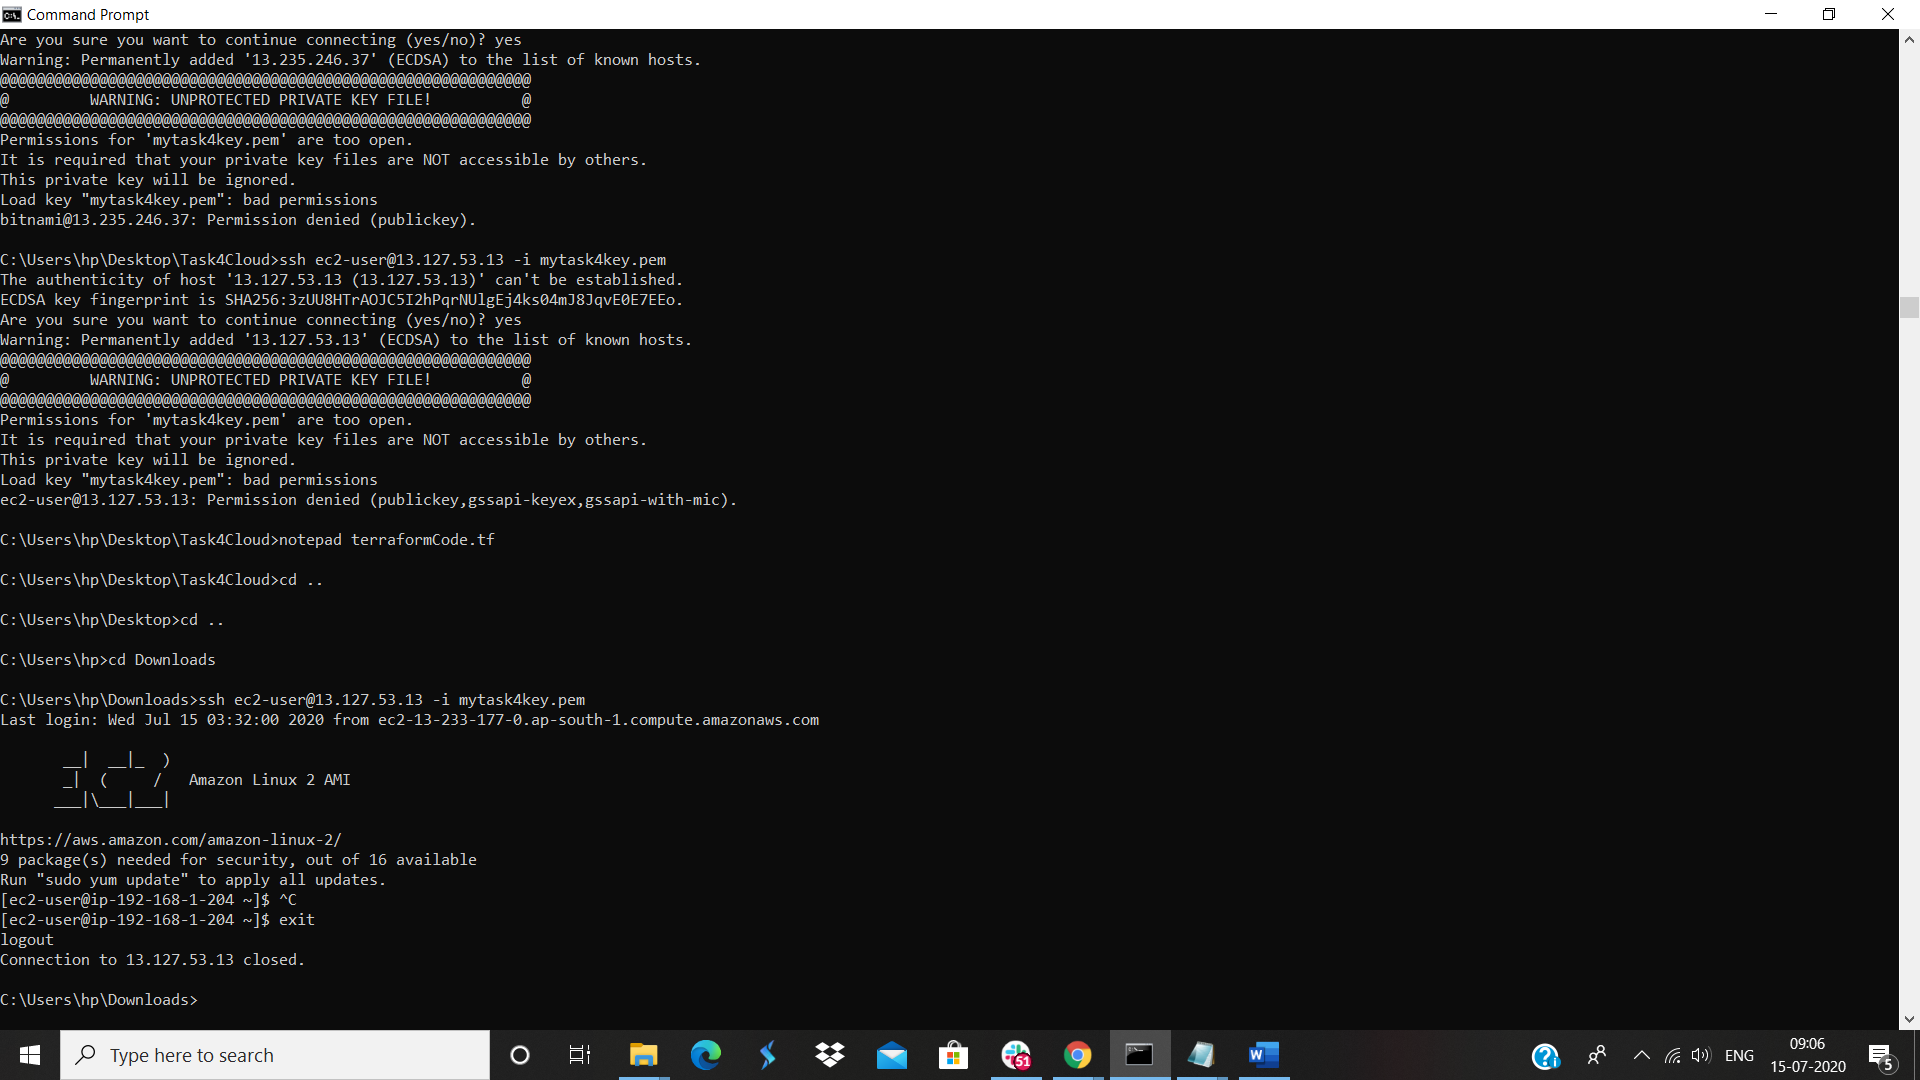 Command Prompt
Are you sure you want to continue connecting (yes/no)? yes
Warning: Permanently added '13.235.246.37' (ECDSA) to the list of known hosts.
@@@@@@@@@@@@@@@@@@@@@@@@@@@@@@@@@@@@@@@@@@@@@@@@@@@@@@@@@@@
@         WARNING: UNPROTECTED PRIVATE KEY FILE!          @
@@@@@@@@@@@@@@@@@@@@@@@@@@@@@@@@@@@@@@@@@@@@@@@@@@@@@@@@@@@
Permissions for 'mytask4key.pem' are too open.
It is required that your private key files are NOT accessible by others.
This private key will be ignored.
Load key "mytask4key.pem": bad permissions
bitnami@13.235.246.37: Permission denied (publickey).
C:\Users\hp\Desktop\Task4Cloud>ssh ec2-user@13.127.53.13 -i mytask4key.pem
The authenticity of host '13.127.53.13 (13.127.53.13)' can't be established.
ECDSA key fingerprint is SHA256:3zUU8HTrAOJC5I2hPqrNUlgEj4ks04mJ8JqvE0E7EEo.
Are you sure you want to continue connecting (yes/no)? yes
Warning: Permanently added '13.127.53.13' (ECDSA) to the list of known hosts.
@@@@@@@@@@@@@@@@@@@@@@@@@@@@@@@@@@@@@@@@@@@@@@@@@@@@@@@@@@@
@         WARNING: UNPROTECTED PRIVATE KEY FILE!          @
@@@@@@@@@@@@@@@@@@@@@@@@@@@@@@@@@@@@@@@@@@@@@@@@@@@@@@@@@@@
Permissions for 'mytask4key.pem' are too open.
It is required that your private key files are NOT accessible by others.
This private key will be ignored.
Load key "mytask4key.pem": bad permissions
ec2-user@13.127.53.13: Permission denied (publickey,gssapi-keyex,gssapi-with-mic).
C:\Users\hp\Desktop\Task4Cloud>notepad terraformCode.tf
C:\Users\hp\Desktop\Task4Cloud>cd ..
C:\Users\hp\Desktop>cd ..
C:\Users\hp>cd Downloads
C:\Users\hp\Downloads>ssh ec2-user@13.127.53.13 -i mytask4key.pem
Last login: Wed Jul 15 03:32:00 2020 from ec2-13-233-177-0.ap-south-1.compute.amazonaws.com
       __|  __|_  )
       _|  (     /   Amazon Linux 2 AMI
      ___|\___|___|
https://aws.amazon.com/amazon-linux-2/
9 package(s) needed for security, out of 16 available
Run "sudo yum update" to apply all updates.
[ec2-user@ip-192-168-1-204 ~]$ ^C
[ec2-user@ip-192-168-1-204 ~]$ exit
logout
Connection to 13.127.53.13 closed.
C:\Users\hp\Downloads>
Type here to search
51
ENG
09:06
15-07-2020
5